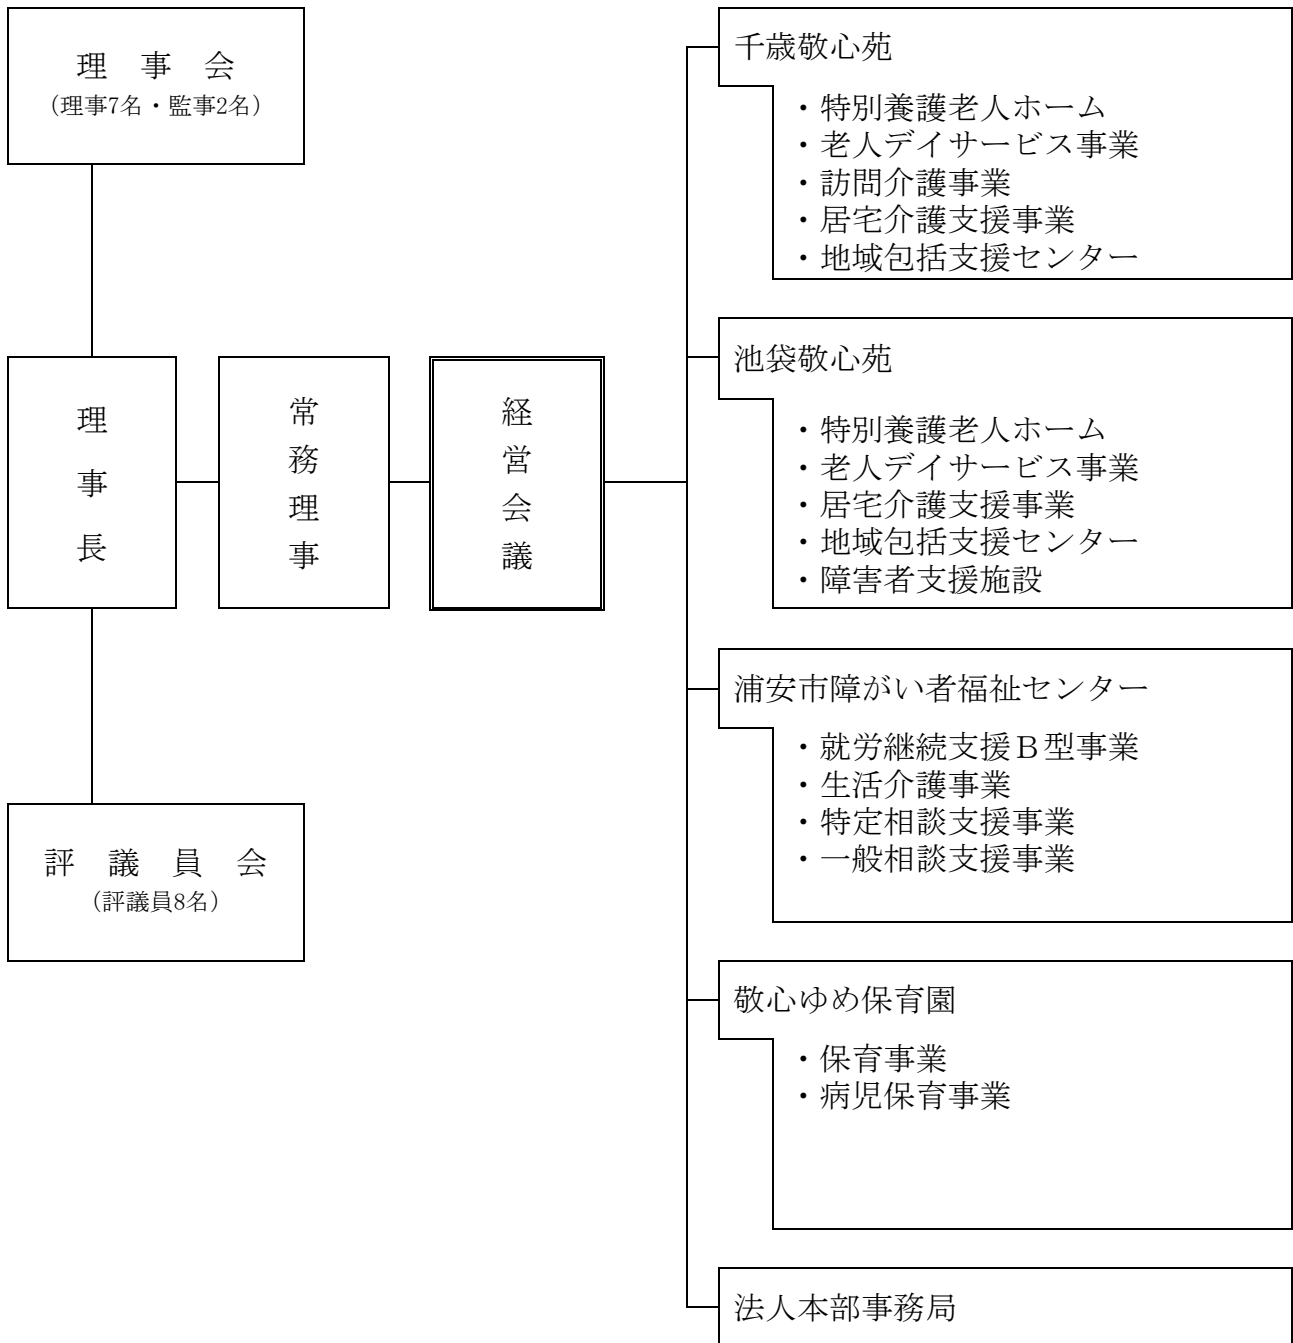 理　事　会
（理事7名・監事2名）
理事長
常務理事
経営会議
評　議　員　会
（評議員8名）
千歳敬心苑
・特別養護老人ホーム
・老人デイサービス事業
・訪問介護事業
・居宅介護支援事業
・地域包括支援センター
池袋敬心苑
・特別養護老人ホーム
・老人デイサービス事業
・居宅介護支援事業
・地域包括支援センター
・障害者支援施設
浦安市障がい者福祉センター
・就労継続支援Ｂ型事業
・生活介護事業
・特定相談支援事業
・一般相談支援事業
敬心ゆめ保育園
・保育事業
・病児保育事業
法人本部事務局